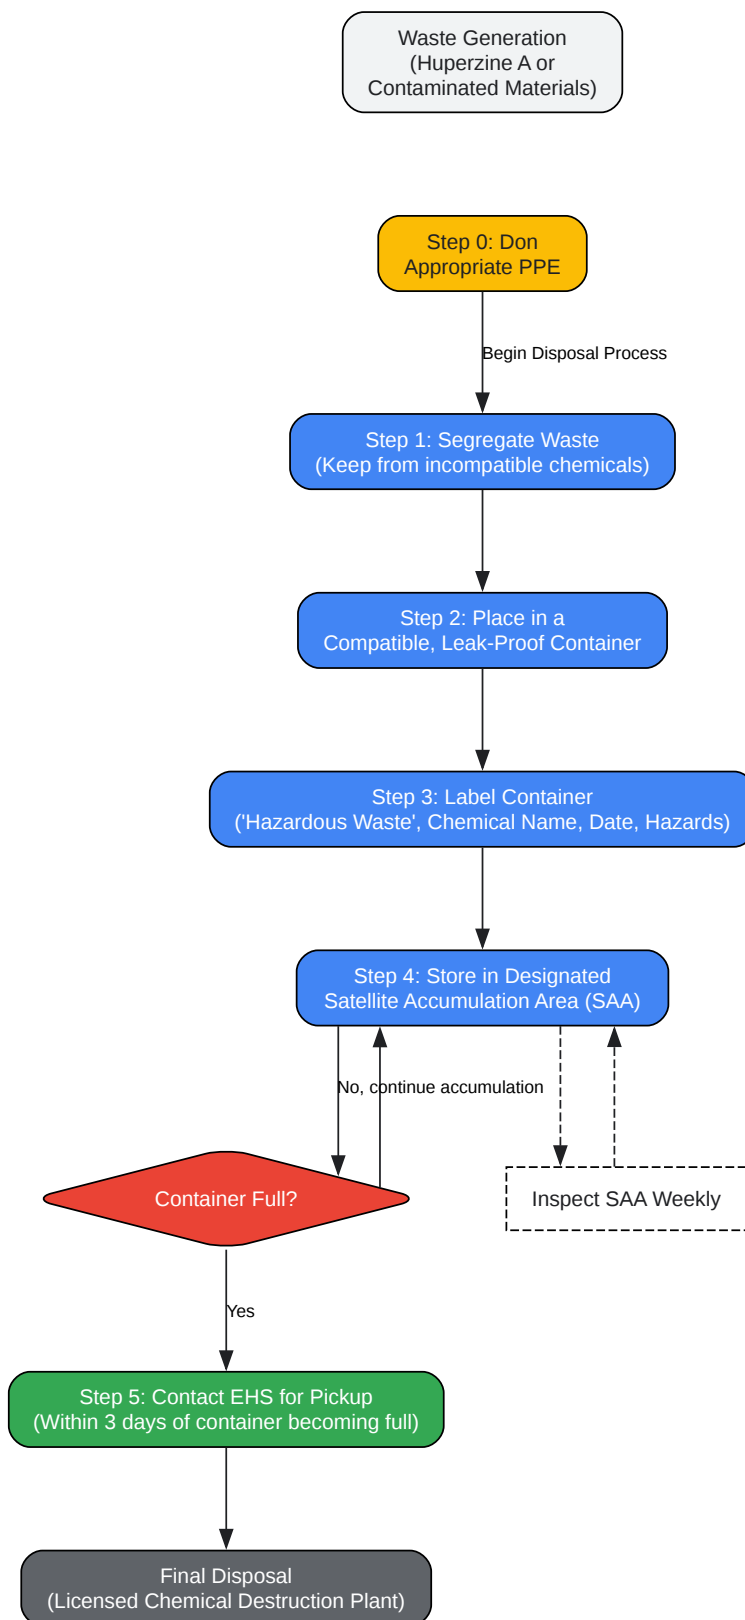 Waste Generation
(Huperzine A or
Contaminated Materials)
Step 0: Don
Appropriate PPE
Begin Disposal Process
Step 1: Segregate Waste
(Keep from incompatible chemicals)
Step 2: Place in a
Compatible, Leak-Proof Container
Step 3: Label Container
('Hazardous Waste', Chemical Name, Date, Hazards)
Step 4: Store in Designated
Satellite Accumulation Area (SAA)
No, continue accumulation
Container Full?
Inspect SAA Weekly
Yes
Step 5: Contact EHS for Pickup
(Within 3 days of container becoming full)
Final Disposal
(Licensed Chemical Destruction Plant)